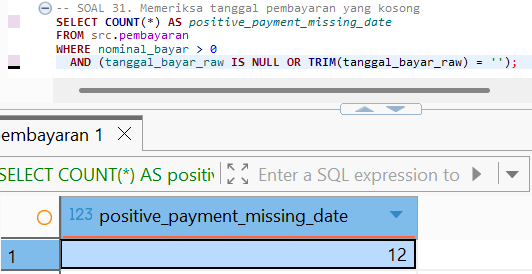 -- SOAL 31. Memeriksa tanggal pembayaran yang kosong
SELECT COUNT(*) AS positive_payment_missing_date
FROM src.pembayaran
WHERE nominal_bayar > 0
AND (tanggal_bayar_raw IS NULL OR TRIM(tanggal_bayar_raw) = '');
embayaran 1
SELECT COUNT(*) AS positiv
Enter a SQL expression to
123 positive_payment_missing_date
1 12